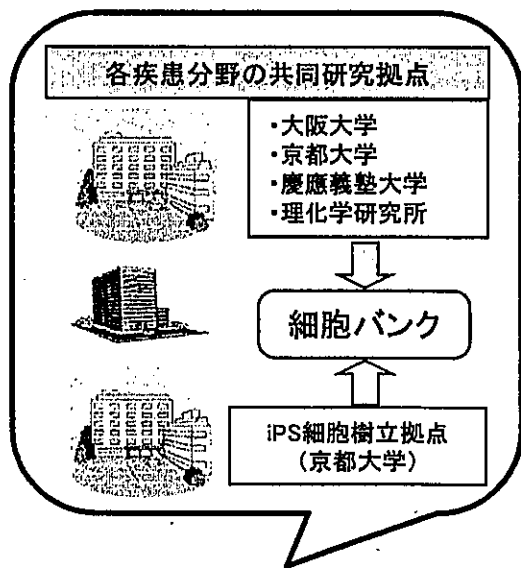 各疾患分野の共同研究拠点
・大阪大学
・京都大学
・慶應義塾大学
・理化学研究所
細胞バンク
iPS細胞樹立拠点
(京都大学)